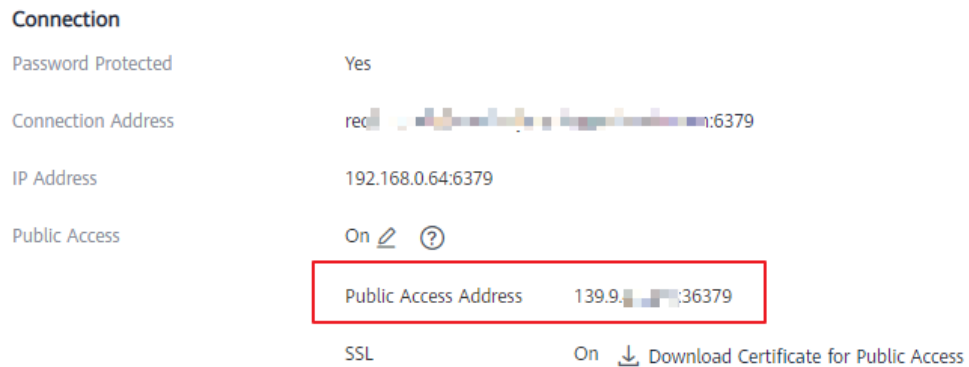 Connection
Password Protected Yes
Connection Address :6379
IP Address 192.168.0.64:6379
Public Access On
Public Access Address 139.9. :36379
SSL On Download Certificate for Public Access